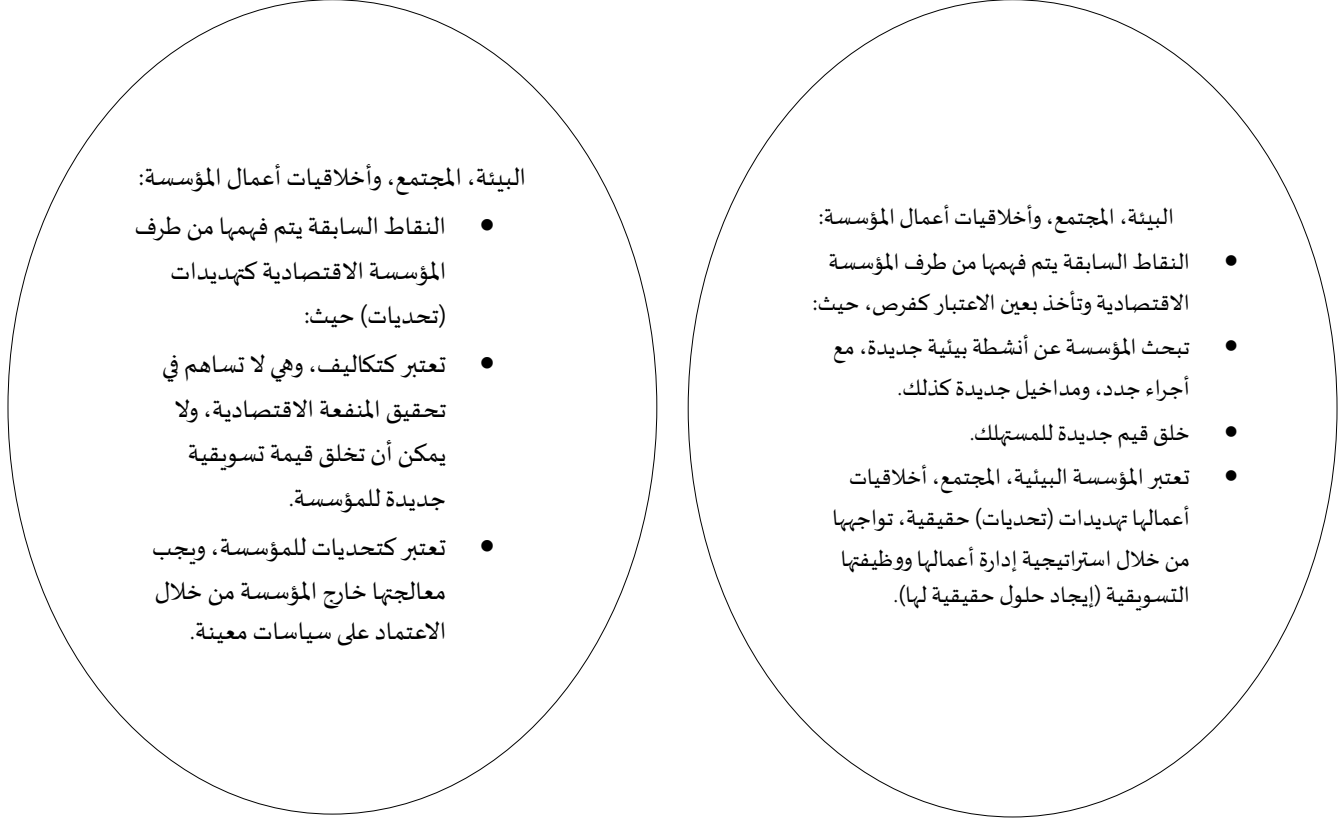 البيئة، المجتمع، وأخلاقيات أعمال المؤسسة:
● النقاط السابقة يتم فهمها من طرف المؤسسة
الاقتصادية وتأخذ بعين الاعتبار كفرص، حيث:
● تبحث المؤسسة عن أنشطة بيئية جديدة، مع
أجراء جدد، ومداخيل جديدة كذلك.
● خلق قيم جديدة للمستهلك.
● تعتبر المؤسسة البيئية، المجتمع، أخلاقيات
أعمالها تهديدات (تحديات) حقيقية، تواجهها
من خلال استراتيجية إدارة أعمالها ووظيفتها
التسويقية (إيجاد حلول حقيقية لها).
البيئة، المجتمع، وأخلاقيات أعمال المؤسسة:
● النقاط السابقة يتم فهمها من طرف
المؤسسة الاقتصادية كتهديدات
(تحديات) حيث:
● تعتبر كتكاليف، وهي لا تساهم في
تحقيق المنفعة الاقتصادية، ولا
يمكن أن تخلق قيمة تسويقية
جديدة للمؤسسة.
● تعتبر كتحديات للمؤسسة، ويجب
معالجتها خارج المؤسسة من خلال
الاعتماد على سياسات معينة.